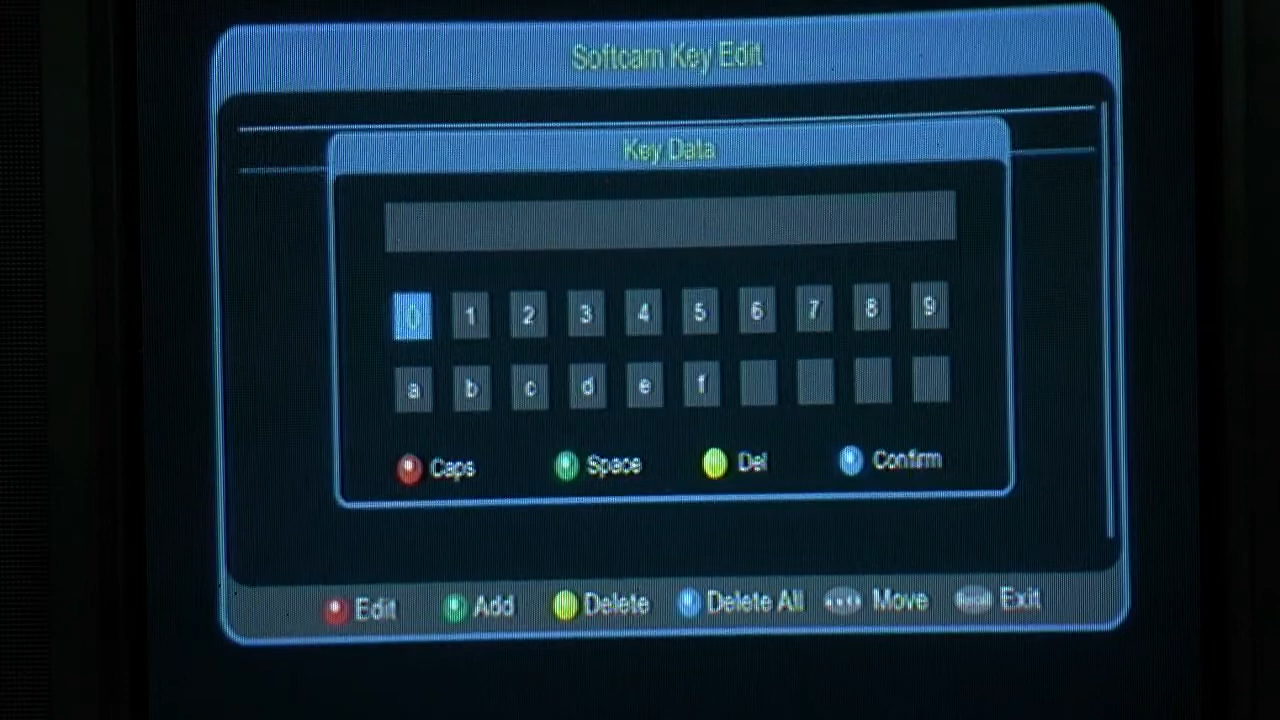 Softcam Key Edit
Key Data
0 1 2 3 4 5 6 7 8 9
a b c d e f
Caps Space Del Confirm
Edit Add Delete Delete All Move Exit